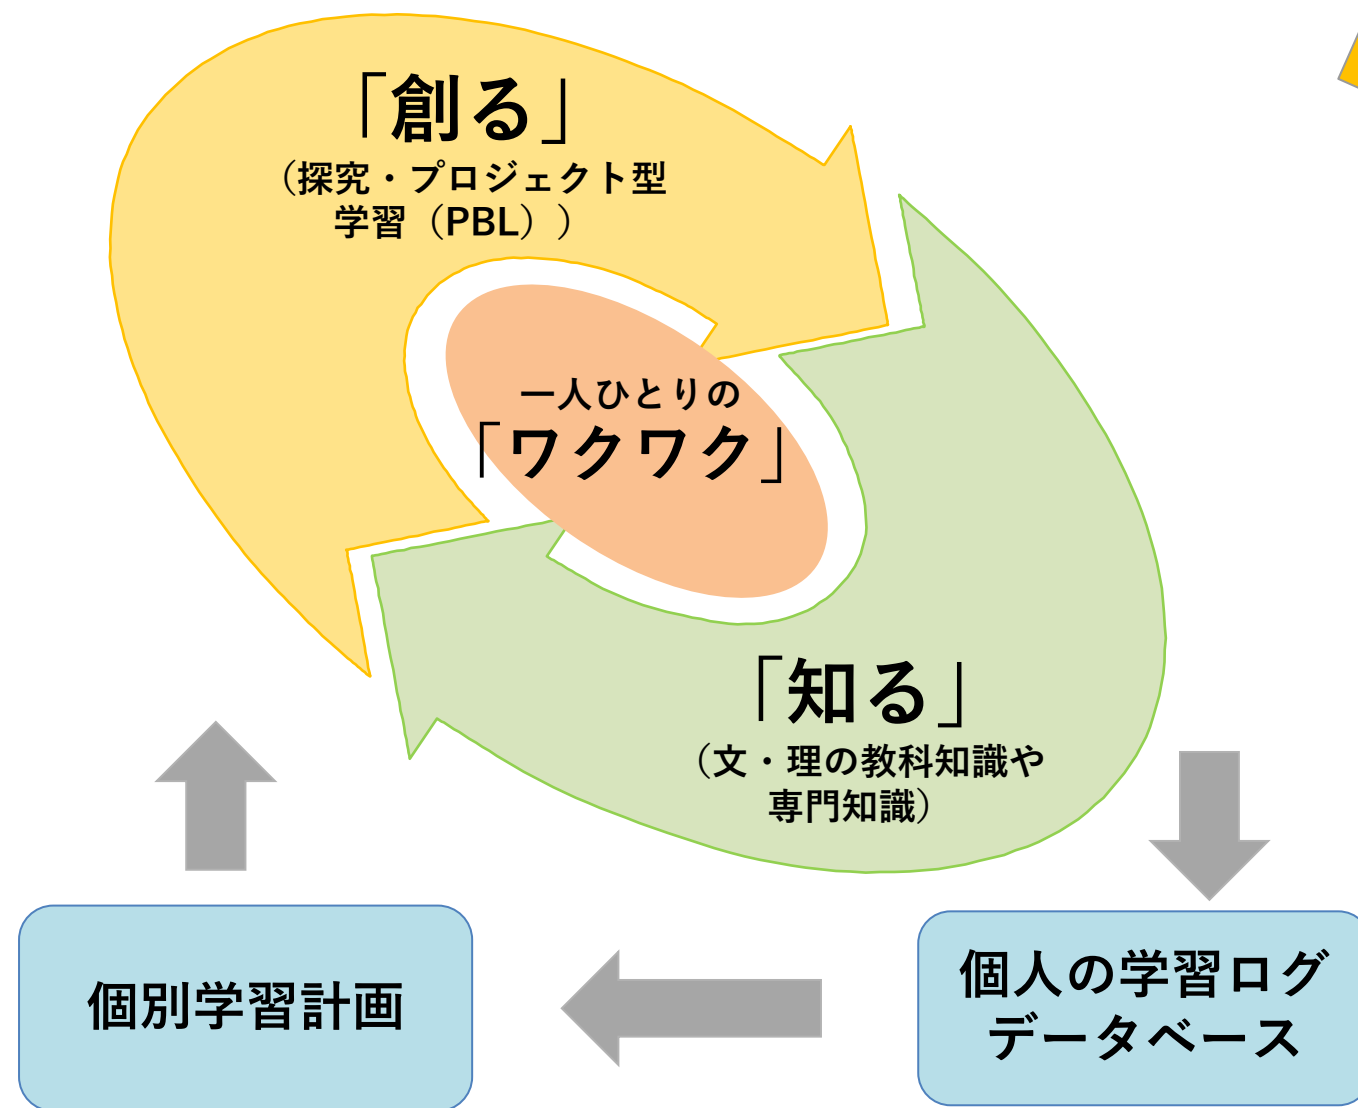 「創る」
（探究・プロジェクト型
学習（PBL））
一人ひとりの
「ワクワク」
「知る」
（文・理の教科知識や
専門知識）
個別学習計画
個人の学習ログ
データベース